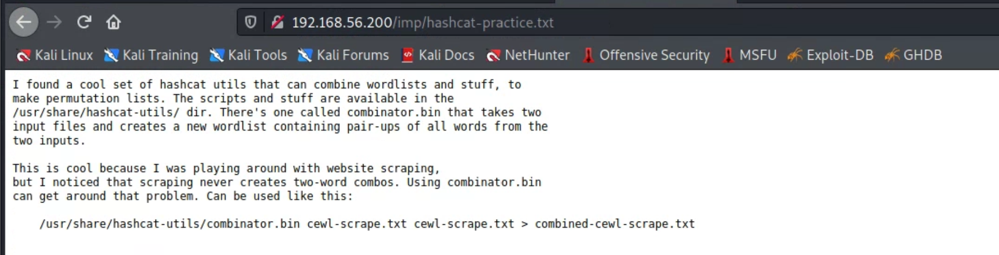 192.168.56.200/imp/hashcat-practice.txt
Kali Linux Kali Training Kali Tools Kali Forums Kali Docs NetHunter Offensive Security MSFU Exploit-DB GHDB
I found a cool set of hashcat utils that can combine wordlists and stuff, to
make permutation lists. The scripts and stuff are available in the
/usr/share/hashcat-utils/ dir. There's one called combinator.bin that takes two
input files and creates a new wordlist containing pair-ups of all words from the
two inputs.
This is cool because I was playing around with website scraping,
but I noticed that scraping never creates two-word combos. Using combinator.bin
can get around that problem. Can be used like this:
/usr/share/hashcat-utils/combinator.bin cewl-scrape.txt cewl-scrape.txt > combined-cewl-scrape.txt